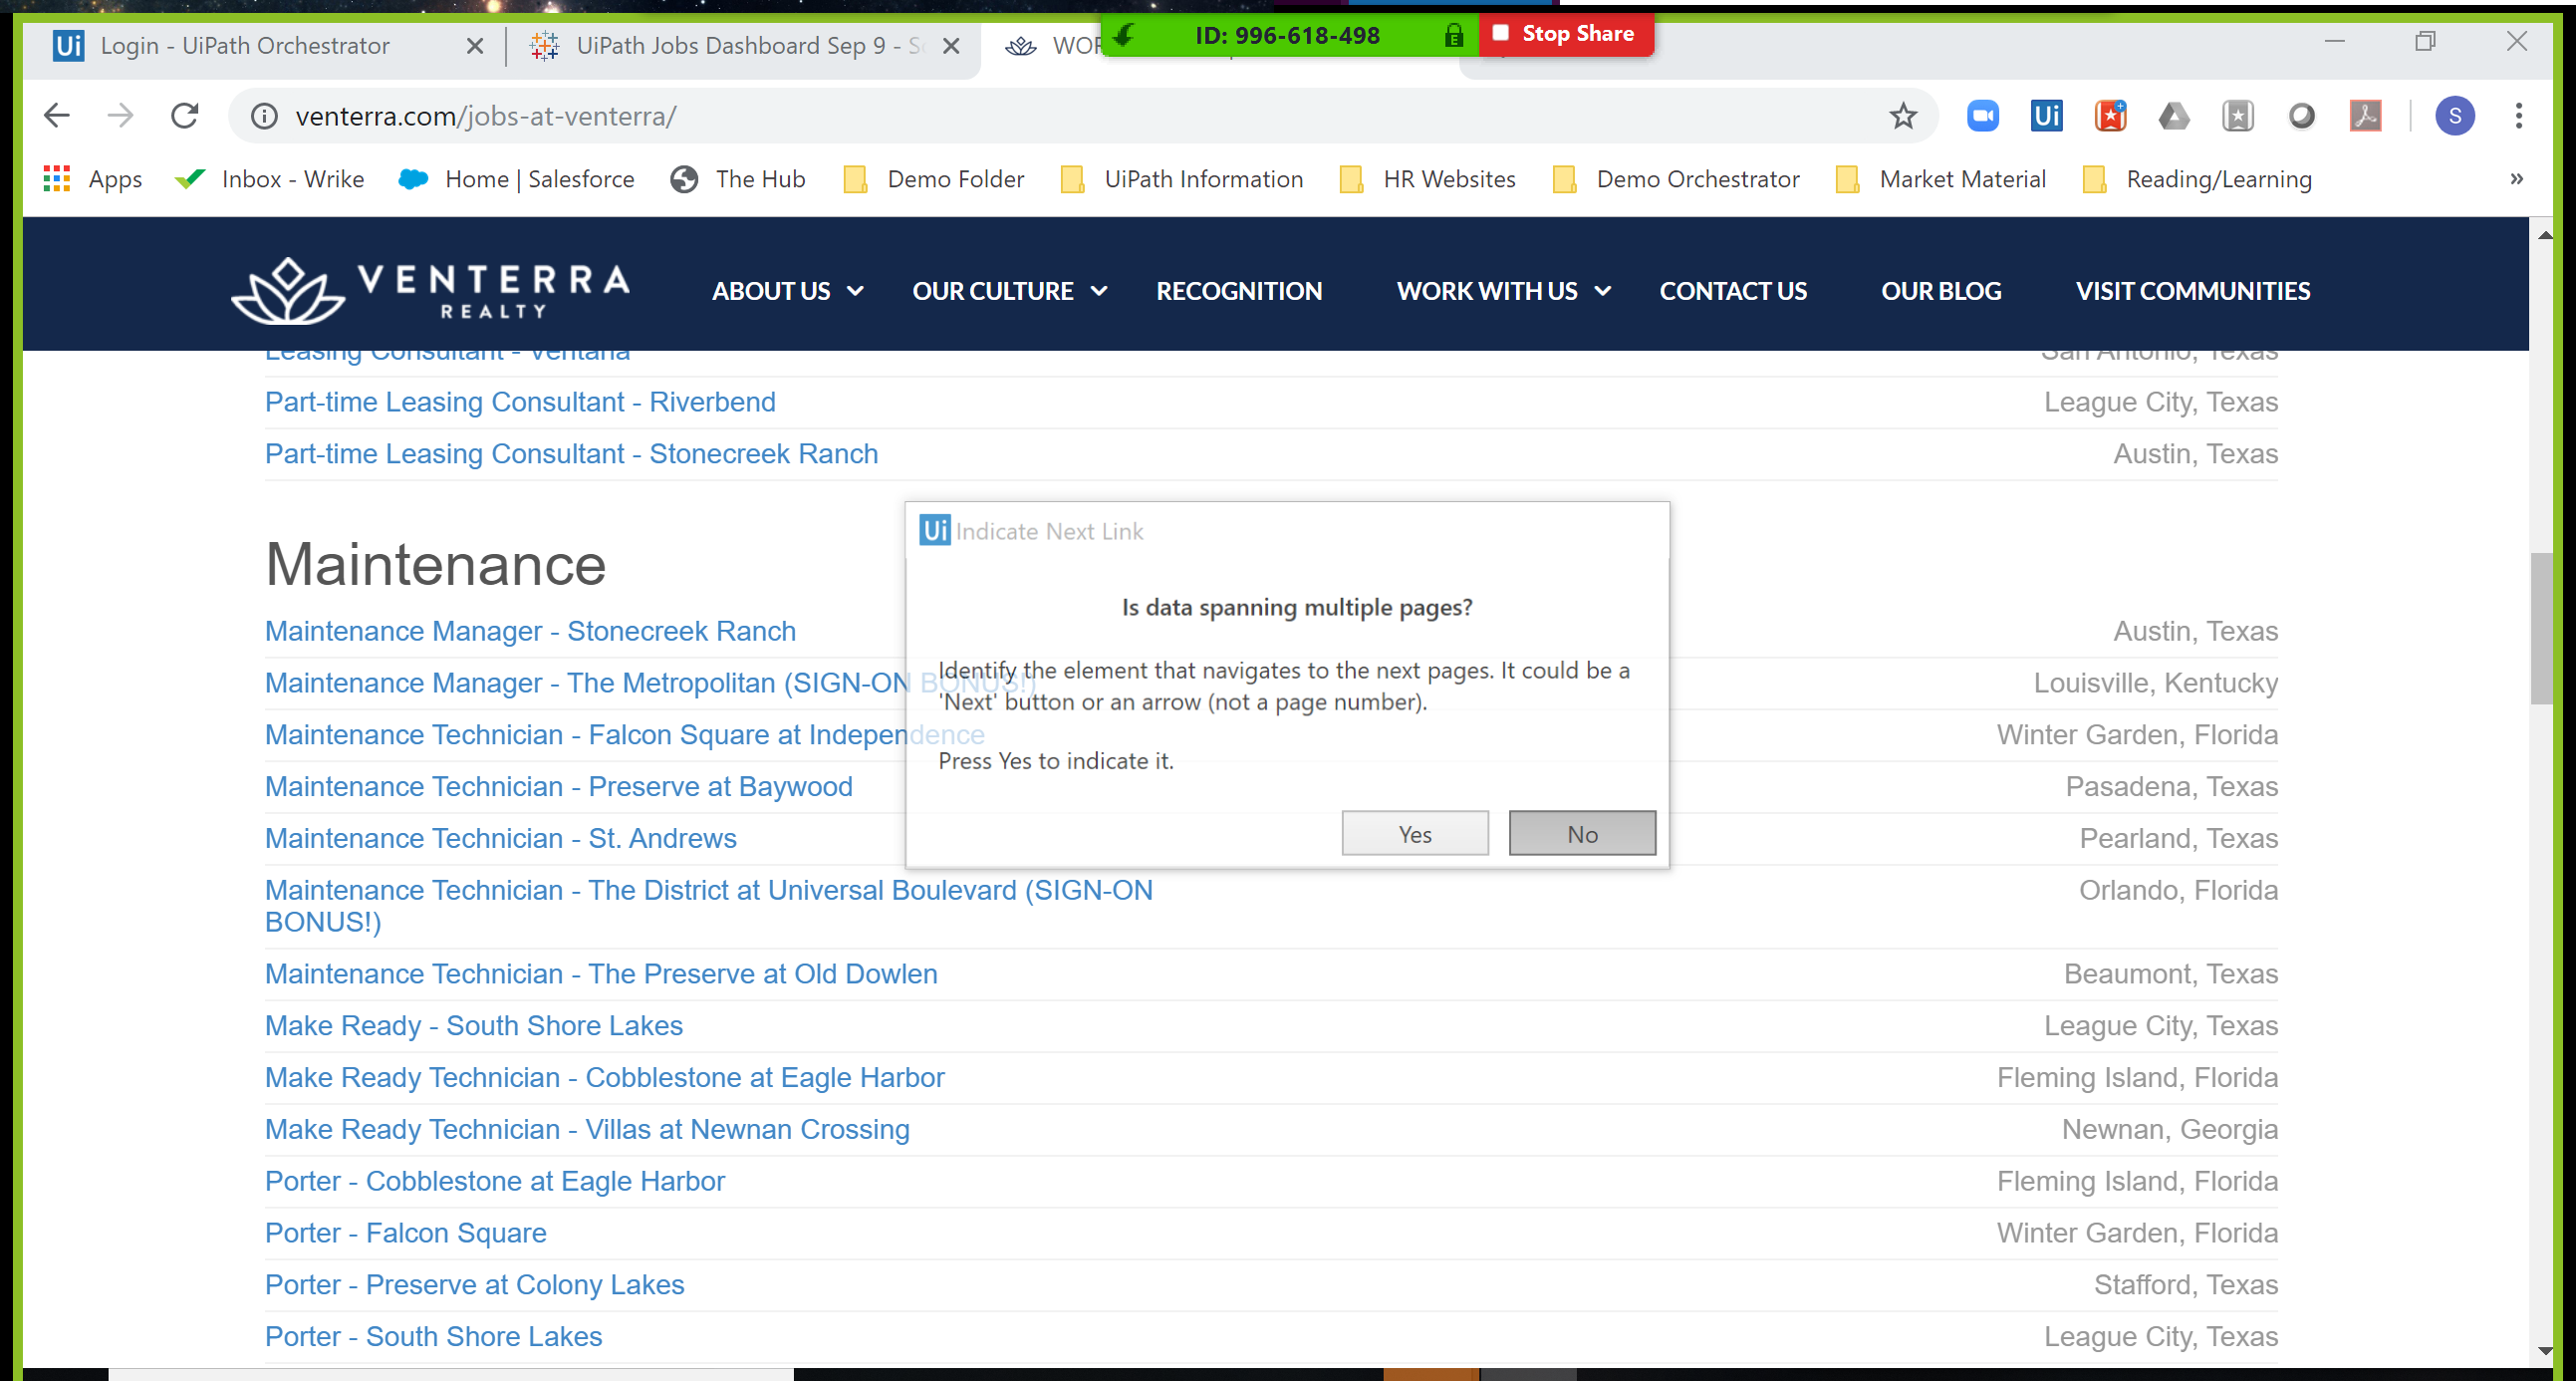 Ui Login - UiPath Orchestrator
UiPath Jobs Dashboard Sep 9 - S
WOR
ID: 996-618-498
Stop Share
venterra.com/jobs-at-venterra/
Ui
S
Apps
Inbox - Wrike
Home | Salesforce
The Hub
Demo Folder
UiPath Information
HR Websites
Demo Orchestrator
Market Material
Reading/Learning
»
VENTERRA
REALTY
ABOUT US
OUR CULTURE
RECOGNITION
WORK WITH US
CONTACT US
OUR BLOG
VISIT COMMUNITIES
Leasing Consultant - Ventana San Antonio, Texas
Part-time Leasing Consultant - Riverbend League City, Texas
Part-time Leasing Consultant - Stonecreek Ranch Austin, Texas
Maintenance
Maintenance Manager - Stonecreek Ranch Austin, Texas
Maintenance Manager - The Metropolitan (SIGN-ON BONUS!) Louisville, Kentucky
Maintenance Technician - Falcon Square at Independence Winter Garden, Florida
Maintenance Technician - Preserve at Baywood Pasadena, Texas
Maintenance Technician - St. Andrews Pearland, Texas
Maintenance Technician - The District at Universal Boulevard (SIGN-ON Orlando, Florida
BONUS!)
Maintenance Technician - The Preserve at Old Dowlen Beaumont, Texas
Make Ready - South Shore Lakes League City, Texas
Make Ready Technician - Cobblestone at Eagle Harbor Fleming Island, Florida
Make Ready Technician - Villas at Newnan Crossing Newnan, Georgia
Porter - Cobblestone at Eagle Harbor Fleming Island, Florida
Porter - Falcon Square Winter Garden, Florida
Porter - Preserve at Colony Lakes Stafford, Texas
Porter - South Shore Lakes League City, Texas
Ui Indicate Next Link
Is data spanning multiple pages?
Identify the element that navigates to the next pages. It could be a
'Next' button or an arrow (not a page number).
Press Yes to indicate it.
Yes
No